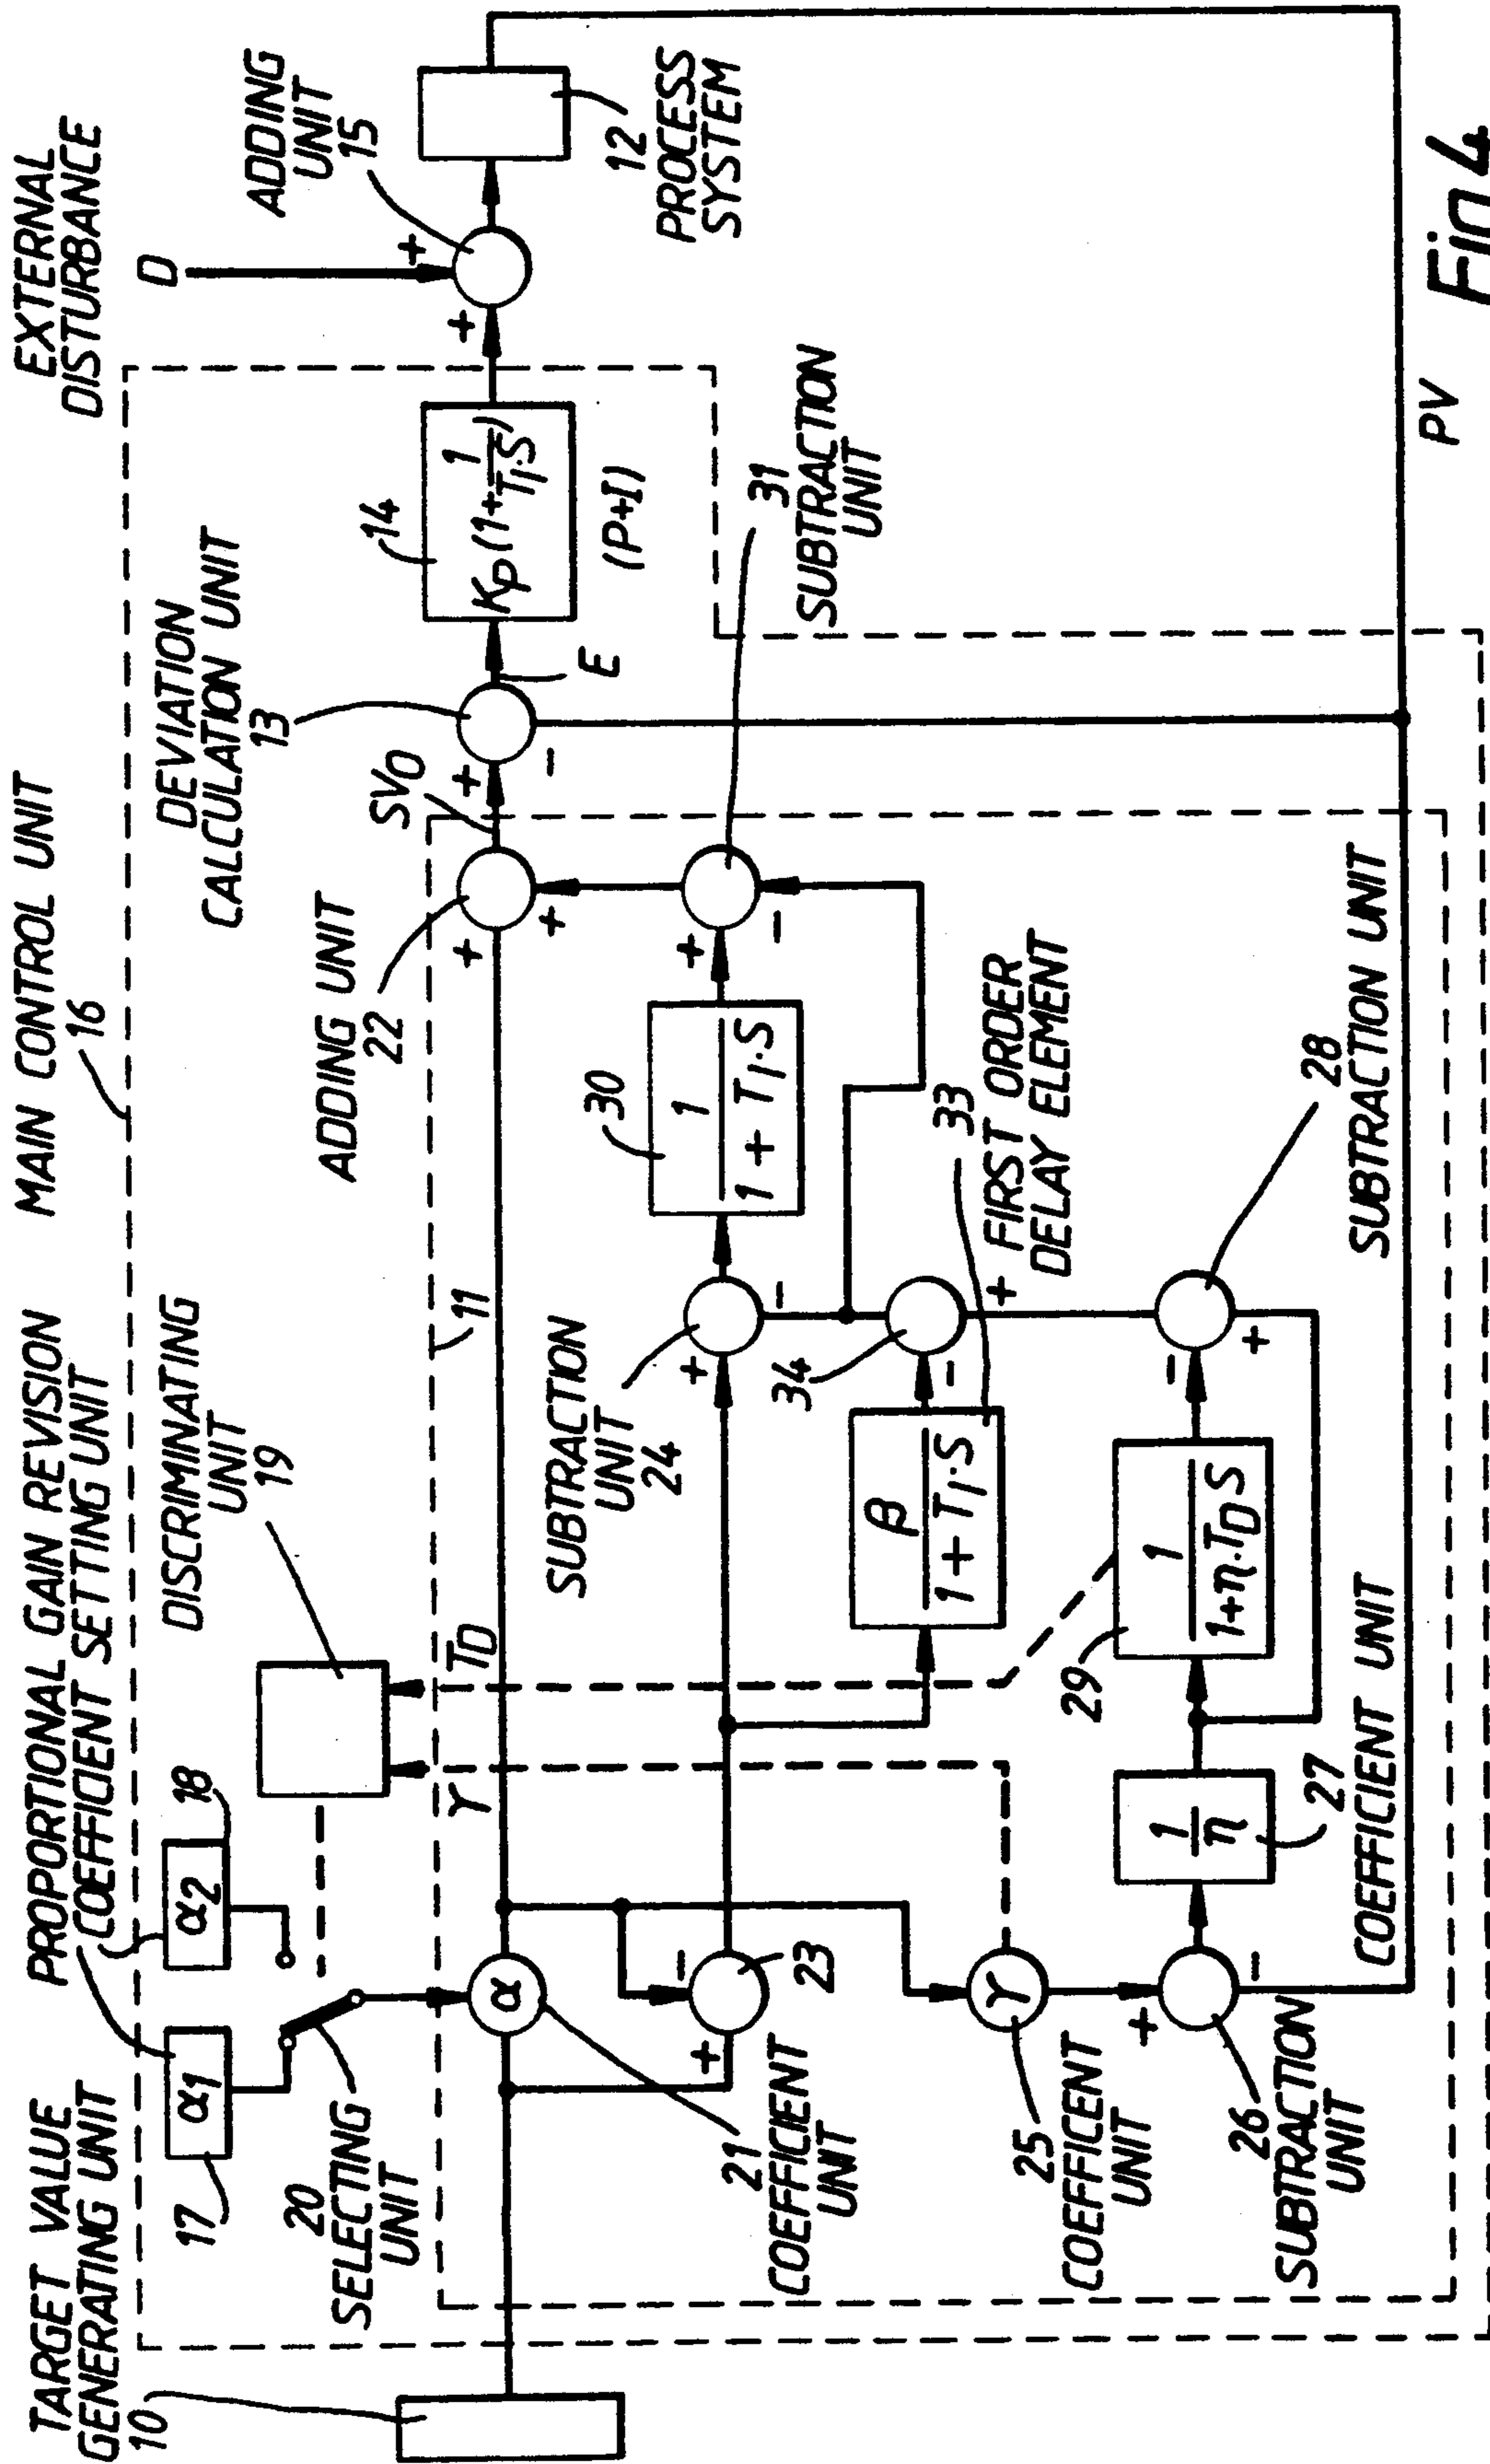 TARGET VALUE
GENERATING UNIT
10
PROPORTIONAL GAIN REVISION
COEFFICIENT SETTING UNIT
MAIN CONTROL UNIT
16
EXTERNAL
DISTURBANCE
D
α1
17
α2
18
20
SELECTING
UNIT
DISCRIMINATING
UNIT
19
γ
TD
11
ADDING UNIT
22
DEVIATION
CALCULATION UNIT
13
SVO
+
-
E
14
KP(1+1/TI·S)
(P+I)
+
+
ADDING
UNIT
15
12
PROCESS
SYSTEM
α
21
COEFFICIENT
UNIT
+
-
23
SUBTRACTION
UNIT
24
+
-
30
1/1+TI·S
+
+
+
-
31
SUBTRACTION
UNIT
β/1+TI·S
34
-
+
33
FIRST ORDER
DELAY ELEMENT
γ
25
COEFFICENT
UNIT
+
-
26
SUBTRACTION
UNIT
1/η
27
COEFFICIENT UNIT
29
1/1+η·TDS
-
+
28
SUBTRACTION UNIT
PV
Fig 4